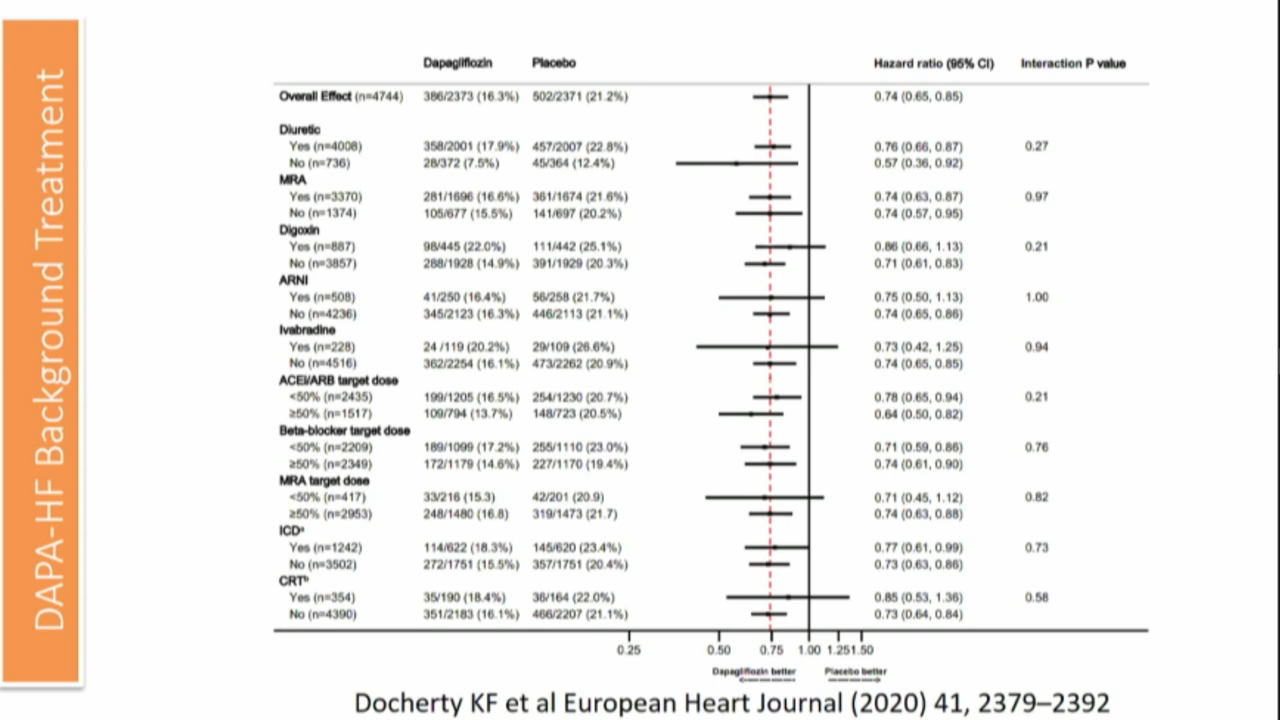 DAPA-HF Background Treatment
Dapagliflozin Placebo Hazard ratio (95% CI) Interaction P value
Overall Effect (n=4744) 386/2373 (16.3%) 502/2371 (21.2%) 0.74 (0.65, 0.85)
Diuretic
Yes (n=4008) 358/2001 (17.9%) 457/2007 (22.8%) 0.76 (0.66, 0.87) 0.27
No (n=736) 28/372 (7.5%) 45/364 (12.4%) 0.57 (0.36, 0.92)
MRA
Yes (n=3370) 281/1696 (16.6%) 361/1674 (21.6%) 0.74 (0.63, 0.87) 0.97
No (n=1374) 105/677 (15.5%) 141/697 (20.2%) 0.74 (0.57, 0.95)
Digoxin
Yes (n=887) 98/445 (22.0%) 111/442 (25.1%) 0.86 (0.66, 1.13) 0.21
No (n=3857) 288/1928 (14.9%) 391/1929 (20.3%) 0.71 (0.61, 0.83)
ARNI
Yes (n=508) 41/250 (16.4%) 56/258 (21.7%) 0.75 (0.50, 1.13) 1.00
No (n=4236) 345/2123 (16.3%) 446/2113 (21.1%) 0.74 (0.65, 0.86)
Ivabradine
Yes (n=228) 24 /119 (20.2%) 29/109 (26.6%) 0.73 (0.42, 1.25) 0.94
No (n=4516) 362/2254 (16.1%) 473/2262 (20.9%) 0.74 (0.65, 0.85)
ACEI/ARB target dose
<50% (n=2435) 199/1205 (16.5%) 254/1230 (20.7%) 0.78 (0.65, 0.94) 0.21
≥50% (n=1517) 109/794 (13.7%) 148/723 (20.5%) 0.64 (0.50, 0.82)
Beta-blocker target dose
<50% (n=2209) 189/1099 (17.2%) 255/1110 (23.0%) 0.71 (0.59, 0.86) 0.76
≥50% (n=2349) 172/1179 (14.6%) 227/1170 (19.4%) 0.74 (0.61, 0.90)
MRA target dose
<50% (n=417) 33/216 (15.3) 42/201 (20.9) 0.71 (0.45, 1.12) 0.82
≥50% (n=2953) 248/1480 (16.8) 319/1473 (21.7) 0.74 (0.63, 0.88)
ICDᵃ
Yes (n=1242) 114/622 (18.3%) 145/620 (23.4%) 0.77 (0.61, 0.99) 0.73
No (n=3502) 272/1751 (15.5%) 357/1751 (20.4%) 0.73 (0.63, 0.86)
CRTᵇ
Yes (n=354) 35/190 (18.4%) 36/164 (22.0%) 0.85 (0.53, 1.36) 0.58
No (n=4390) 351/2183 (16.1%) 466/2207 (21.1%) 0.73 (0.64, 0.84)
0.25 0.50 0.75 1.00 1.25 1.50
Dapagliflozin better Placebo better
Docherty KF et al European Heart Journal (2020) 41, 2379–2392